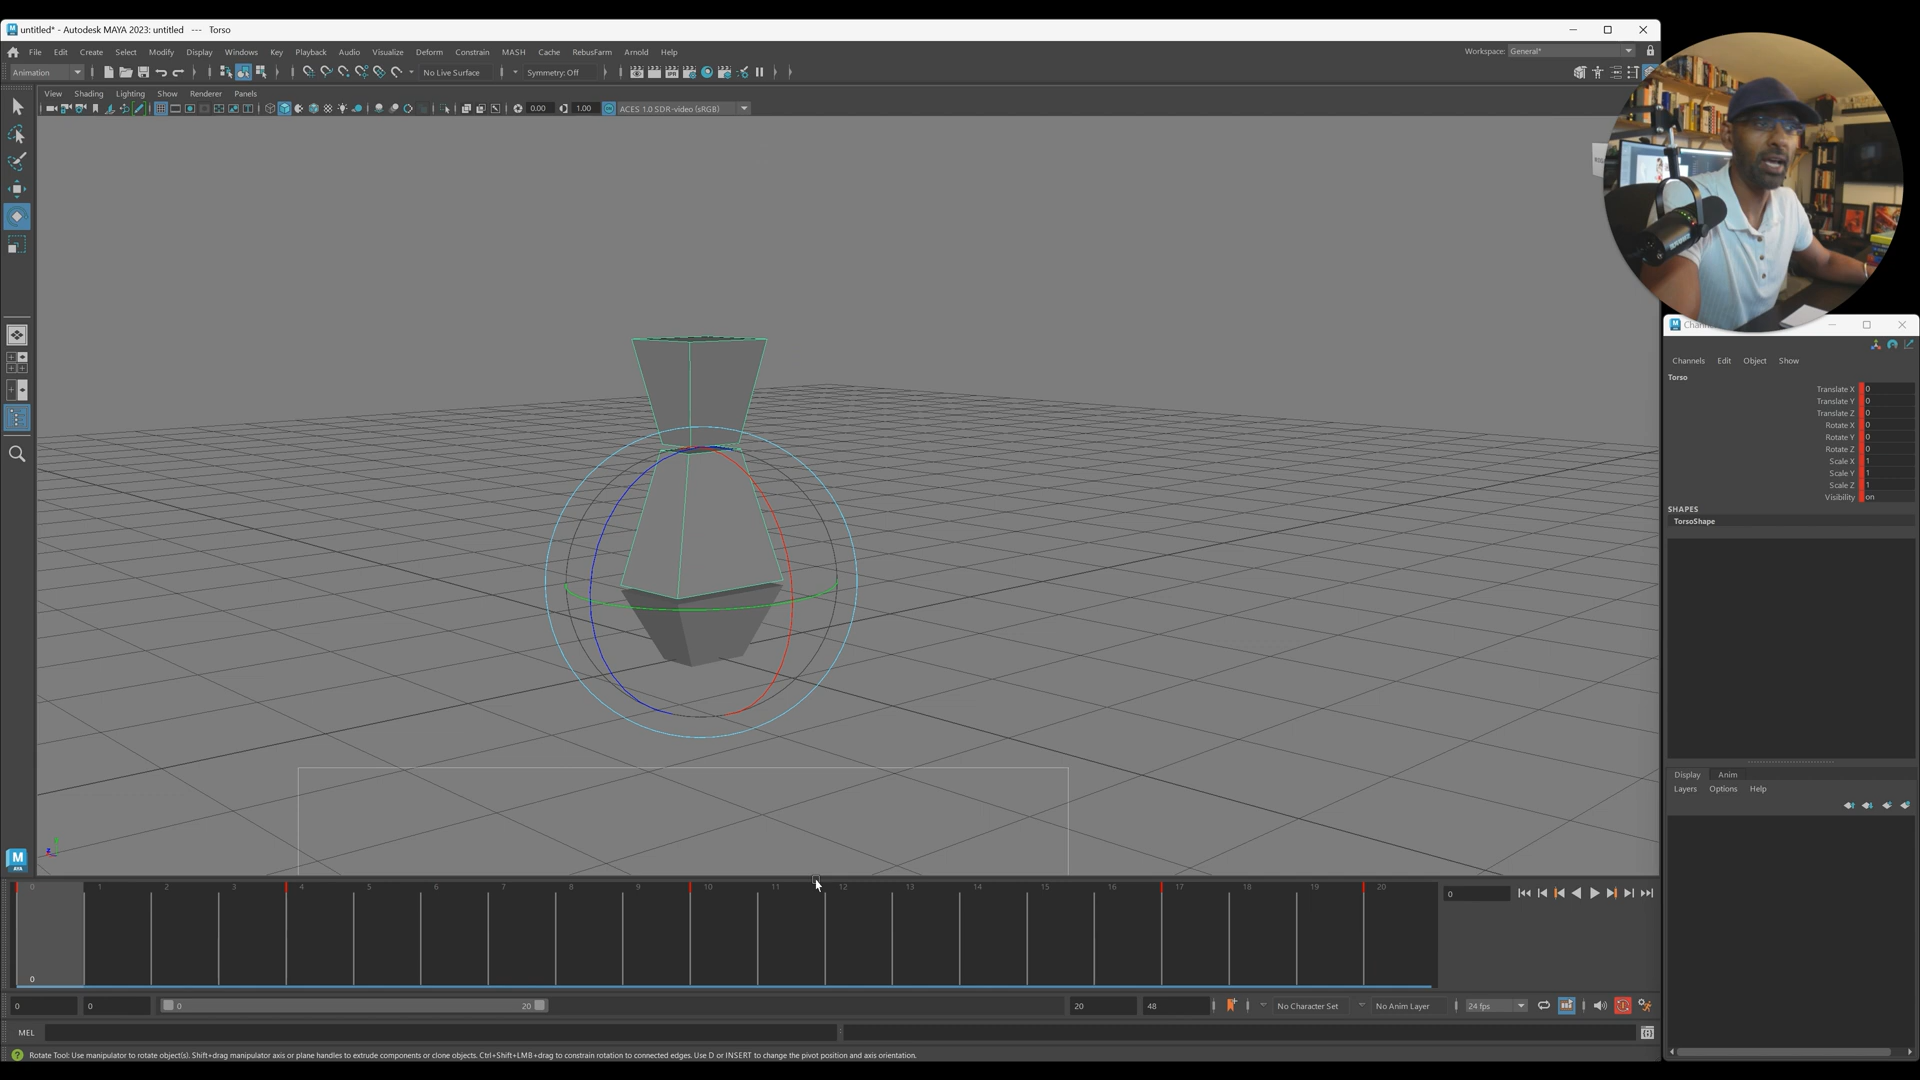 untitled* - Autodesk MAYA 2023: untitled --- Torso
File Edit Create Select Modify Display Windows Key Playback Audio Visualize Deform Constrain MASH Cache RebusFarm Arnold Help
Workspace: General*
Animation No Live Surface Symmetry: Off
View Shading Lighting Show Renderer Panels
0.00 1.00 ACES 1.0 SDR-video (sRGB)
Channels Edit Object Show
Torso
Translate X 0
Translate Y 0
Translate Z 0
Rotate X 0
Rotate Y 0
Rotate Z 0
Scale X 1
Scale Y 1
Scale Z 1
Visibility on
SHAPES
TorsoShape
Display Anim
Layers Options Help
0 1 2 3 4 5 6 7 8 9 10 11 12 13 14 15 16 17 18 19 20
0
0
0 0 0 20 20 48 No Character Set No Anim Layer 24 fps
MEL
Rotate Tool: Use manipulator to rotate object(s). Shift+drag manipulator axis or plane handles to extrude components or clone objects. Ctrl+Shift+LMB+drag to constrain rotation to connected edges. Use D or INSERT to change the pivot position and axis orientation.